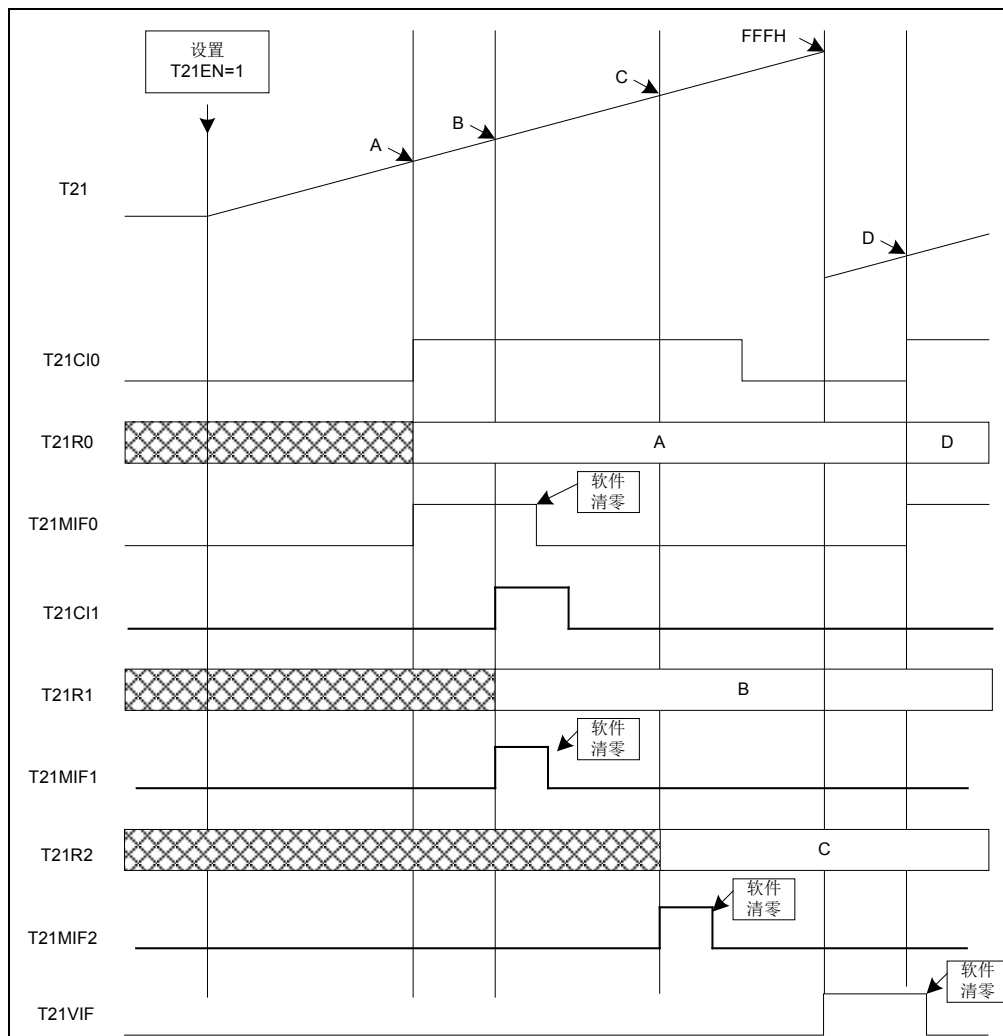 设置
T21EN=1
FFFH
C
B
A
T21
D
T21CI0
T21R0
A
D
软件
清零
T21MIF0
T21CI1
T21R1
B
软件
清零
T21MIF1
T21R2
C
软件
清零
T21MIF2
软件
清零
T21VIF